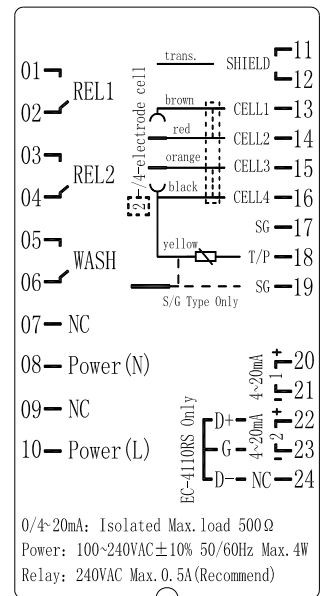 01
REL1
02
03
REL2
04
05
WASH
06
07 NC
08 Power(N)
09 NC
10 Power(L)
2 -/4-electrode cell
trans. SHIELD 11
12
brown CELL1 13
red CELL2 14
orange CELL3 15
black CELL4 16
SG 17
yellow T/P 18
SG 19
S/G Type Only
4~20mA 1 + - 20
21
EC-4110RS Only
D+ 4~20mA 2 + - 22
G 23
D- NC 24
0/4~20mA: Isolated Max.load 500Ω
Power: 100~240VAC±10% 50/60Hz Max.4W
Relay: 240VAC Max.0.5A(Recommend)